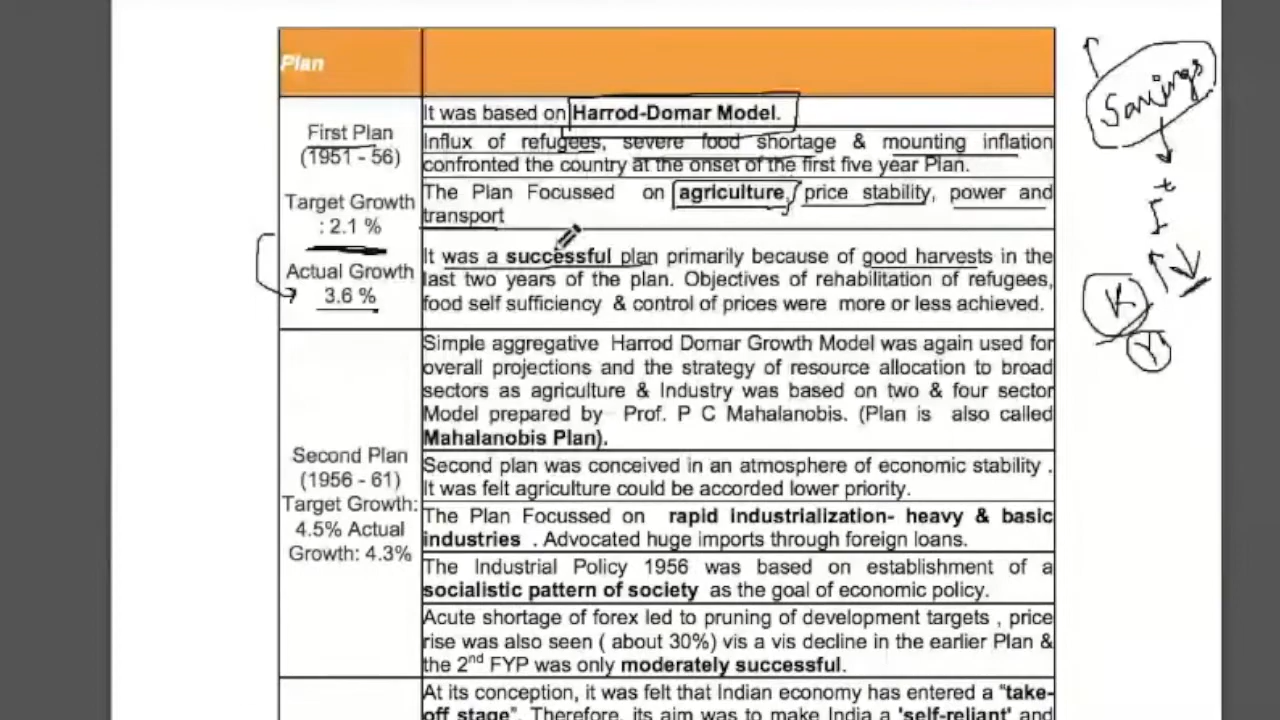 Plan
First Plan
(1951 - 56)
Target Growth
: 2.1 %
Actual Growth
3.6 %
It was based on Harrod-Domar Model.
Influx of refugees, severe food shortage & mounting inflation
confronted the country at the onset of the first five year Plan.
The Plan Focussed on agriculture, price stability, power and
transport
It was a successful plan primarily because of good harvests in the
last two years of the plan. Objectives of rehabilitation of refugees,
food self sufficiency & control of prices were more or less achieved.
Second Plan
(1956 - 61)
Target Growth:
4.5% Actual
Growth: 4.3%
Simple aggregative Harrod Domar Growth Model was again used for
overall projections and the strategy of resource allocation to broad
sectors as agriculture & Industry was based on two & four sector
Model prepared by Prof. P C Mahalanobis. (Plan is also called
Mahalanobis Plan).
Second plan was conceived in an atmosphere of economic stability .
It was felt agriculture could be accorded lower priority.
The Plan Focussed on rapid industrialization- heavy & basic
industries . Advocated huge imports through foreign loans.
The Industrial Policy 1956 was based on establishment of a
socialistic pattern of society as the goal of economic policy.
Acute shortage of forex led to pruning of development targets , price
rise was also seen ( about 30%) vis a vis decline in the earlier Plan &
the 2nd FYP was only moderately successful.
At its conception, it was felt that Indian economy has entered a "take-
off stage". Therefore, its aim was to make India a 'self-reliant' and
Savings
I
K
Y